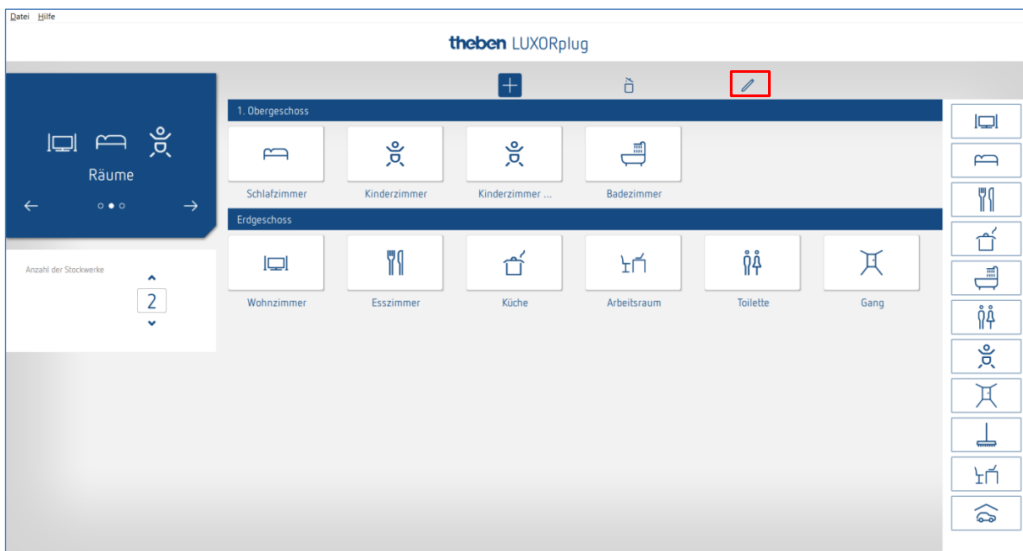 Datei Hilfe
theben LUXORplug
Räume
Anzahl der Stockwerke
2
1. Obergeschoss
Schlafzimmer Kinderzimmer Kinderzimmer ... Badezimmer
Erdgeschoss
Wohnzimmer Esszimmer Küche Arbeitsraum Toilette Gang